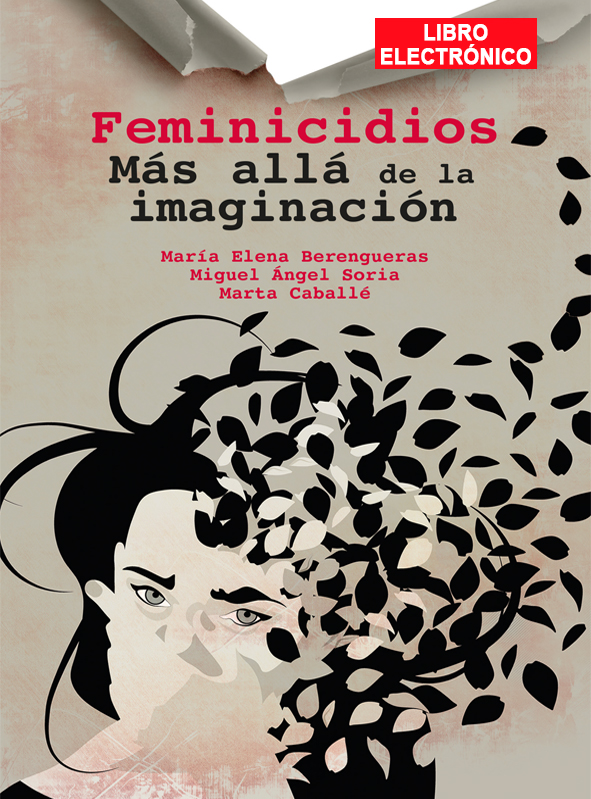 LIBRO
ELECTRÓNICO
Feminicidios
Más allá de la
imaginación
María Elena Berengueras
Miguel Ángel Soria
Marta Caballé